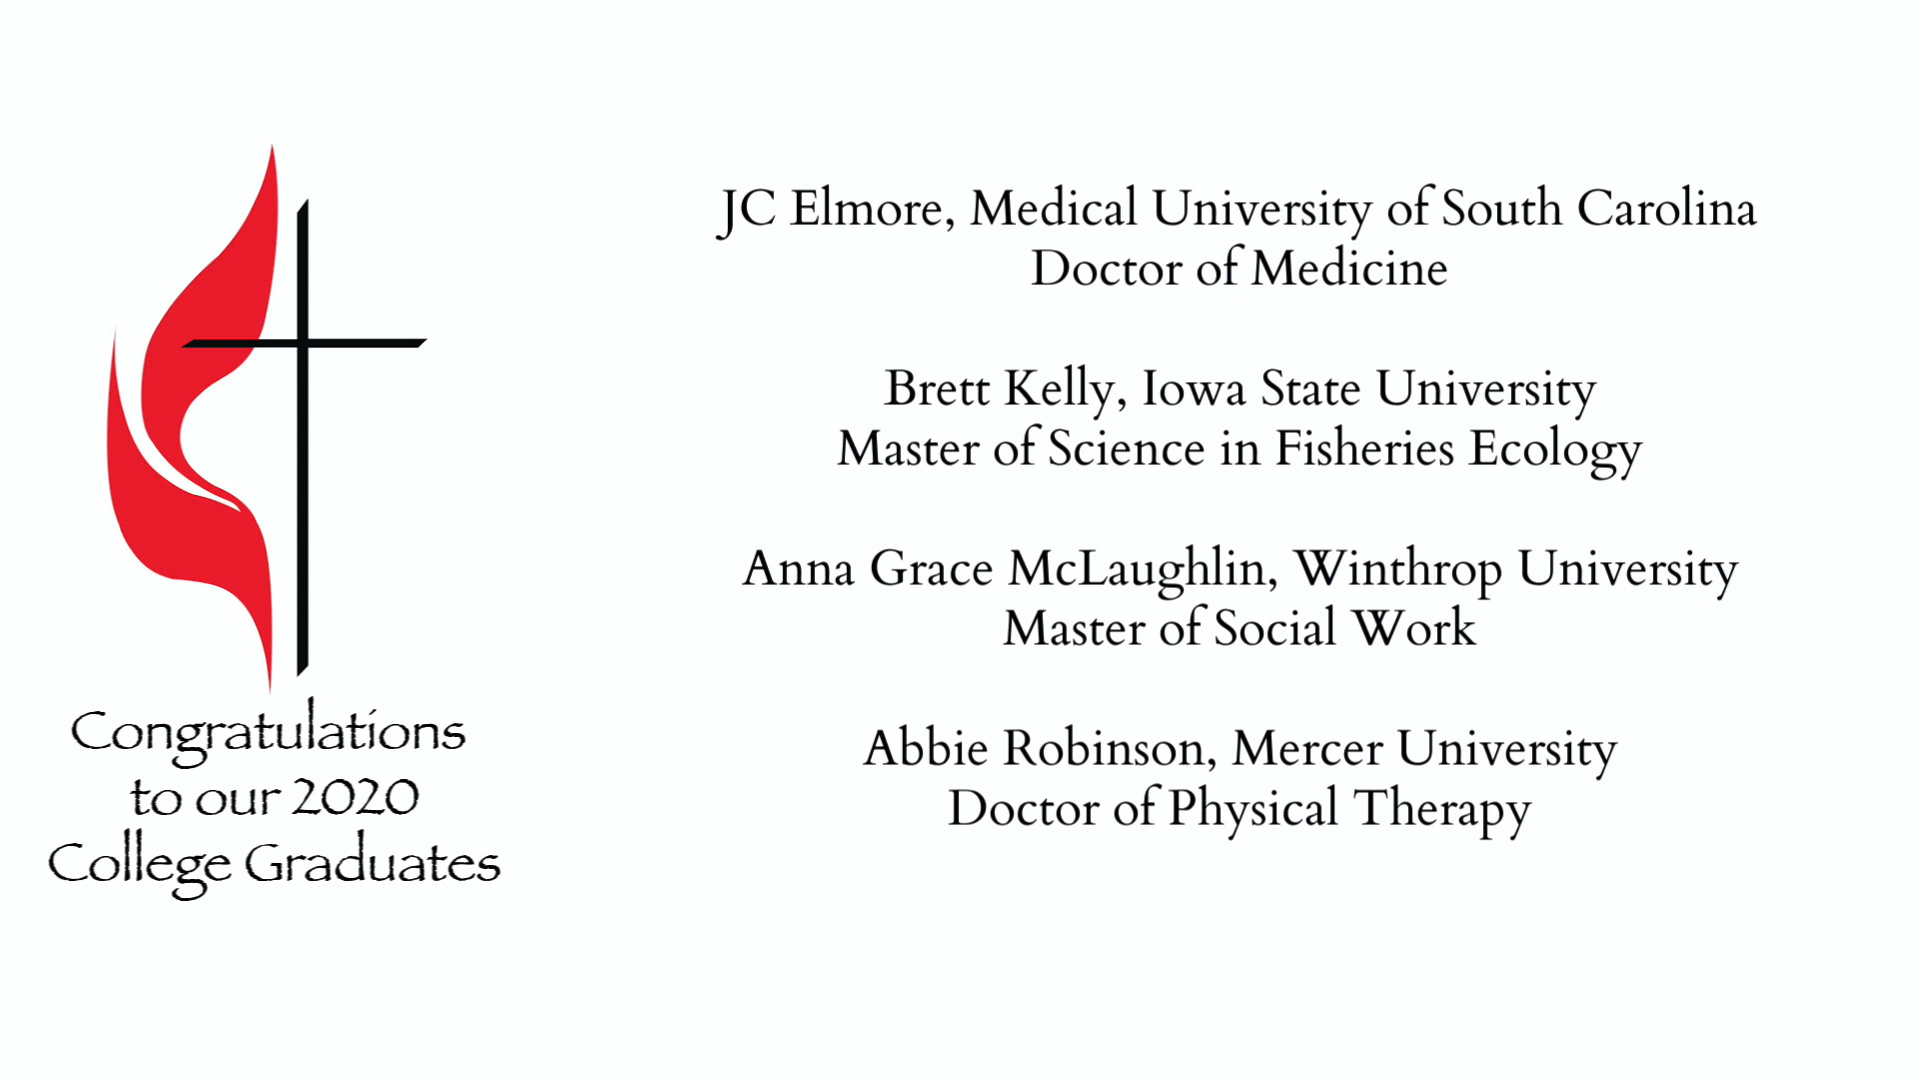 Congratulations
to our 2020
College Graduates
JC Elmore, Medical University of South Carolina
Doctor of Medicine
Brett Kelly, Iowa State University
Master of Science in Fisheries Ecology
Anna Grace McLaughlin, Winthrop University
Master of Social Work
Abbie Robinson, Mercer University
Doctor of Physical Therapy